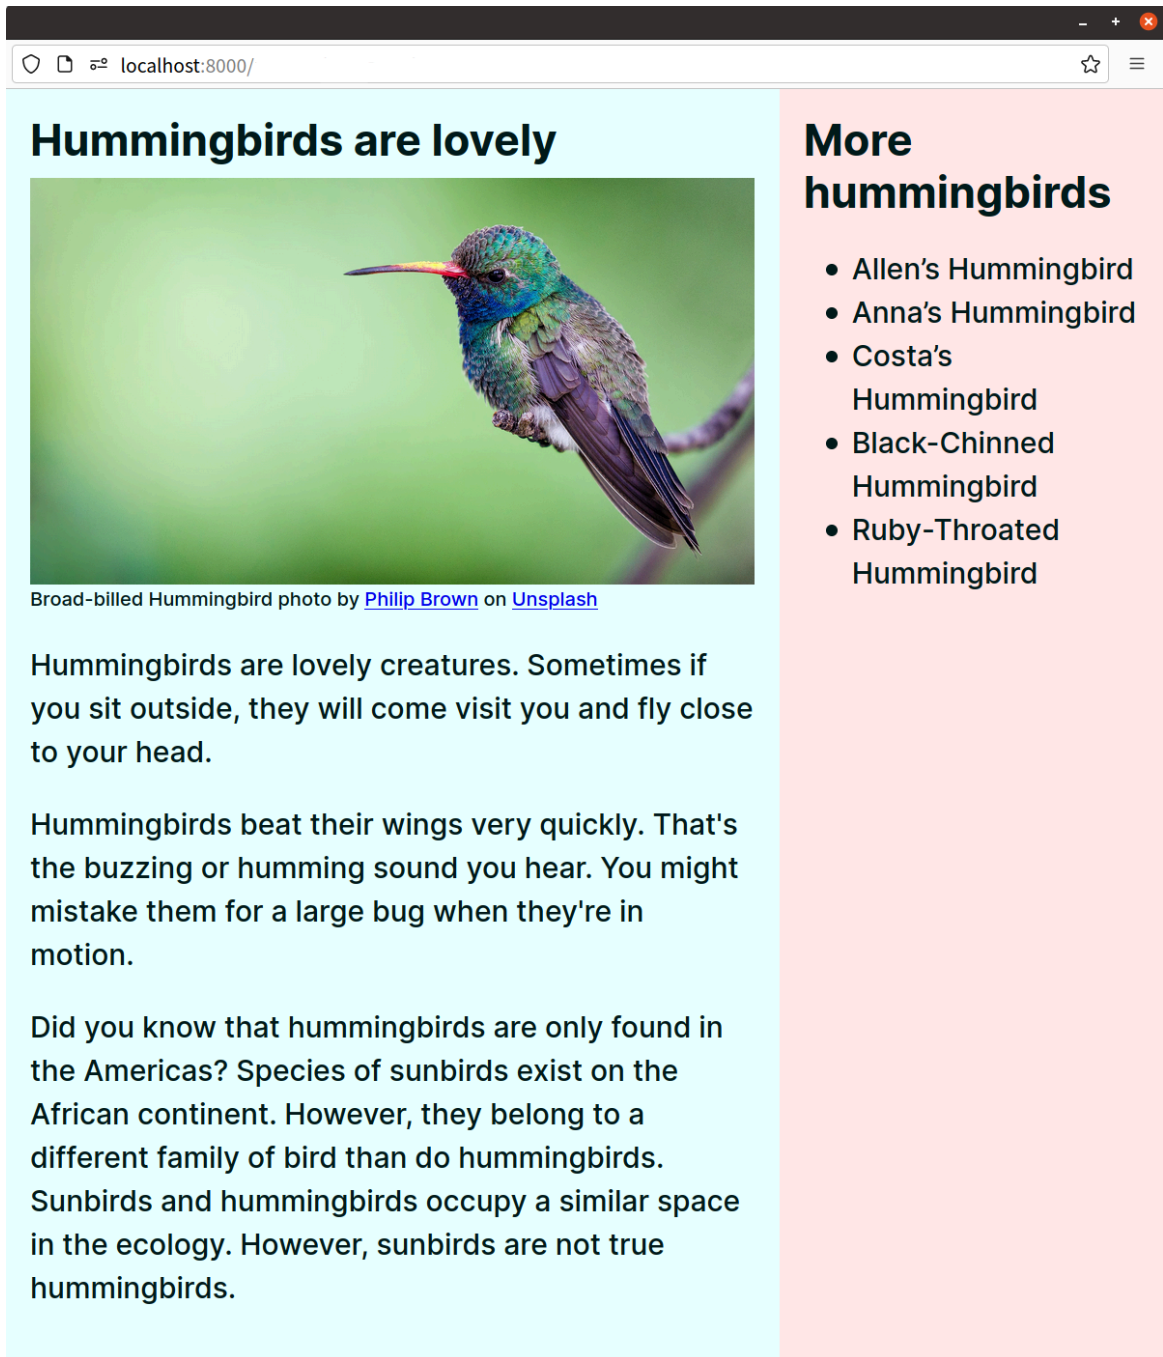 localhost:8000/
Hummingbirds are lovely
Broad-billed Hummingbird photo by Philip Brown on Unsplash
Hummingbirds are lovely creatures. Sometimes if
you sit outside, they will come visit you and fly close
to your head.
Hummingbirds beat their wings very quickly. That's
the buzzing or humming sound you hear. You might
mistake them for a large bug when they're in
motion.
Did you know that hummingbirds are only found in
the Americas? Species of sunbirds exist on the
African continent. However, they belong to a
different family of bird than do hummingbirds.
Sunbirds and hummingbirds occupy a similar space
in the ecology. However, sunbirds are not true
hummingbirds.
More
hummingbirds
Allen’s Hummingbird
Anna’s Hummingbird
Costa’s
Hummingbird
Black-Chinned
Hummingbird
Ruby-Throated
Hummingbird